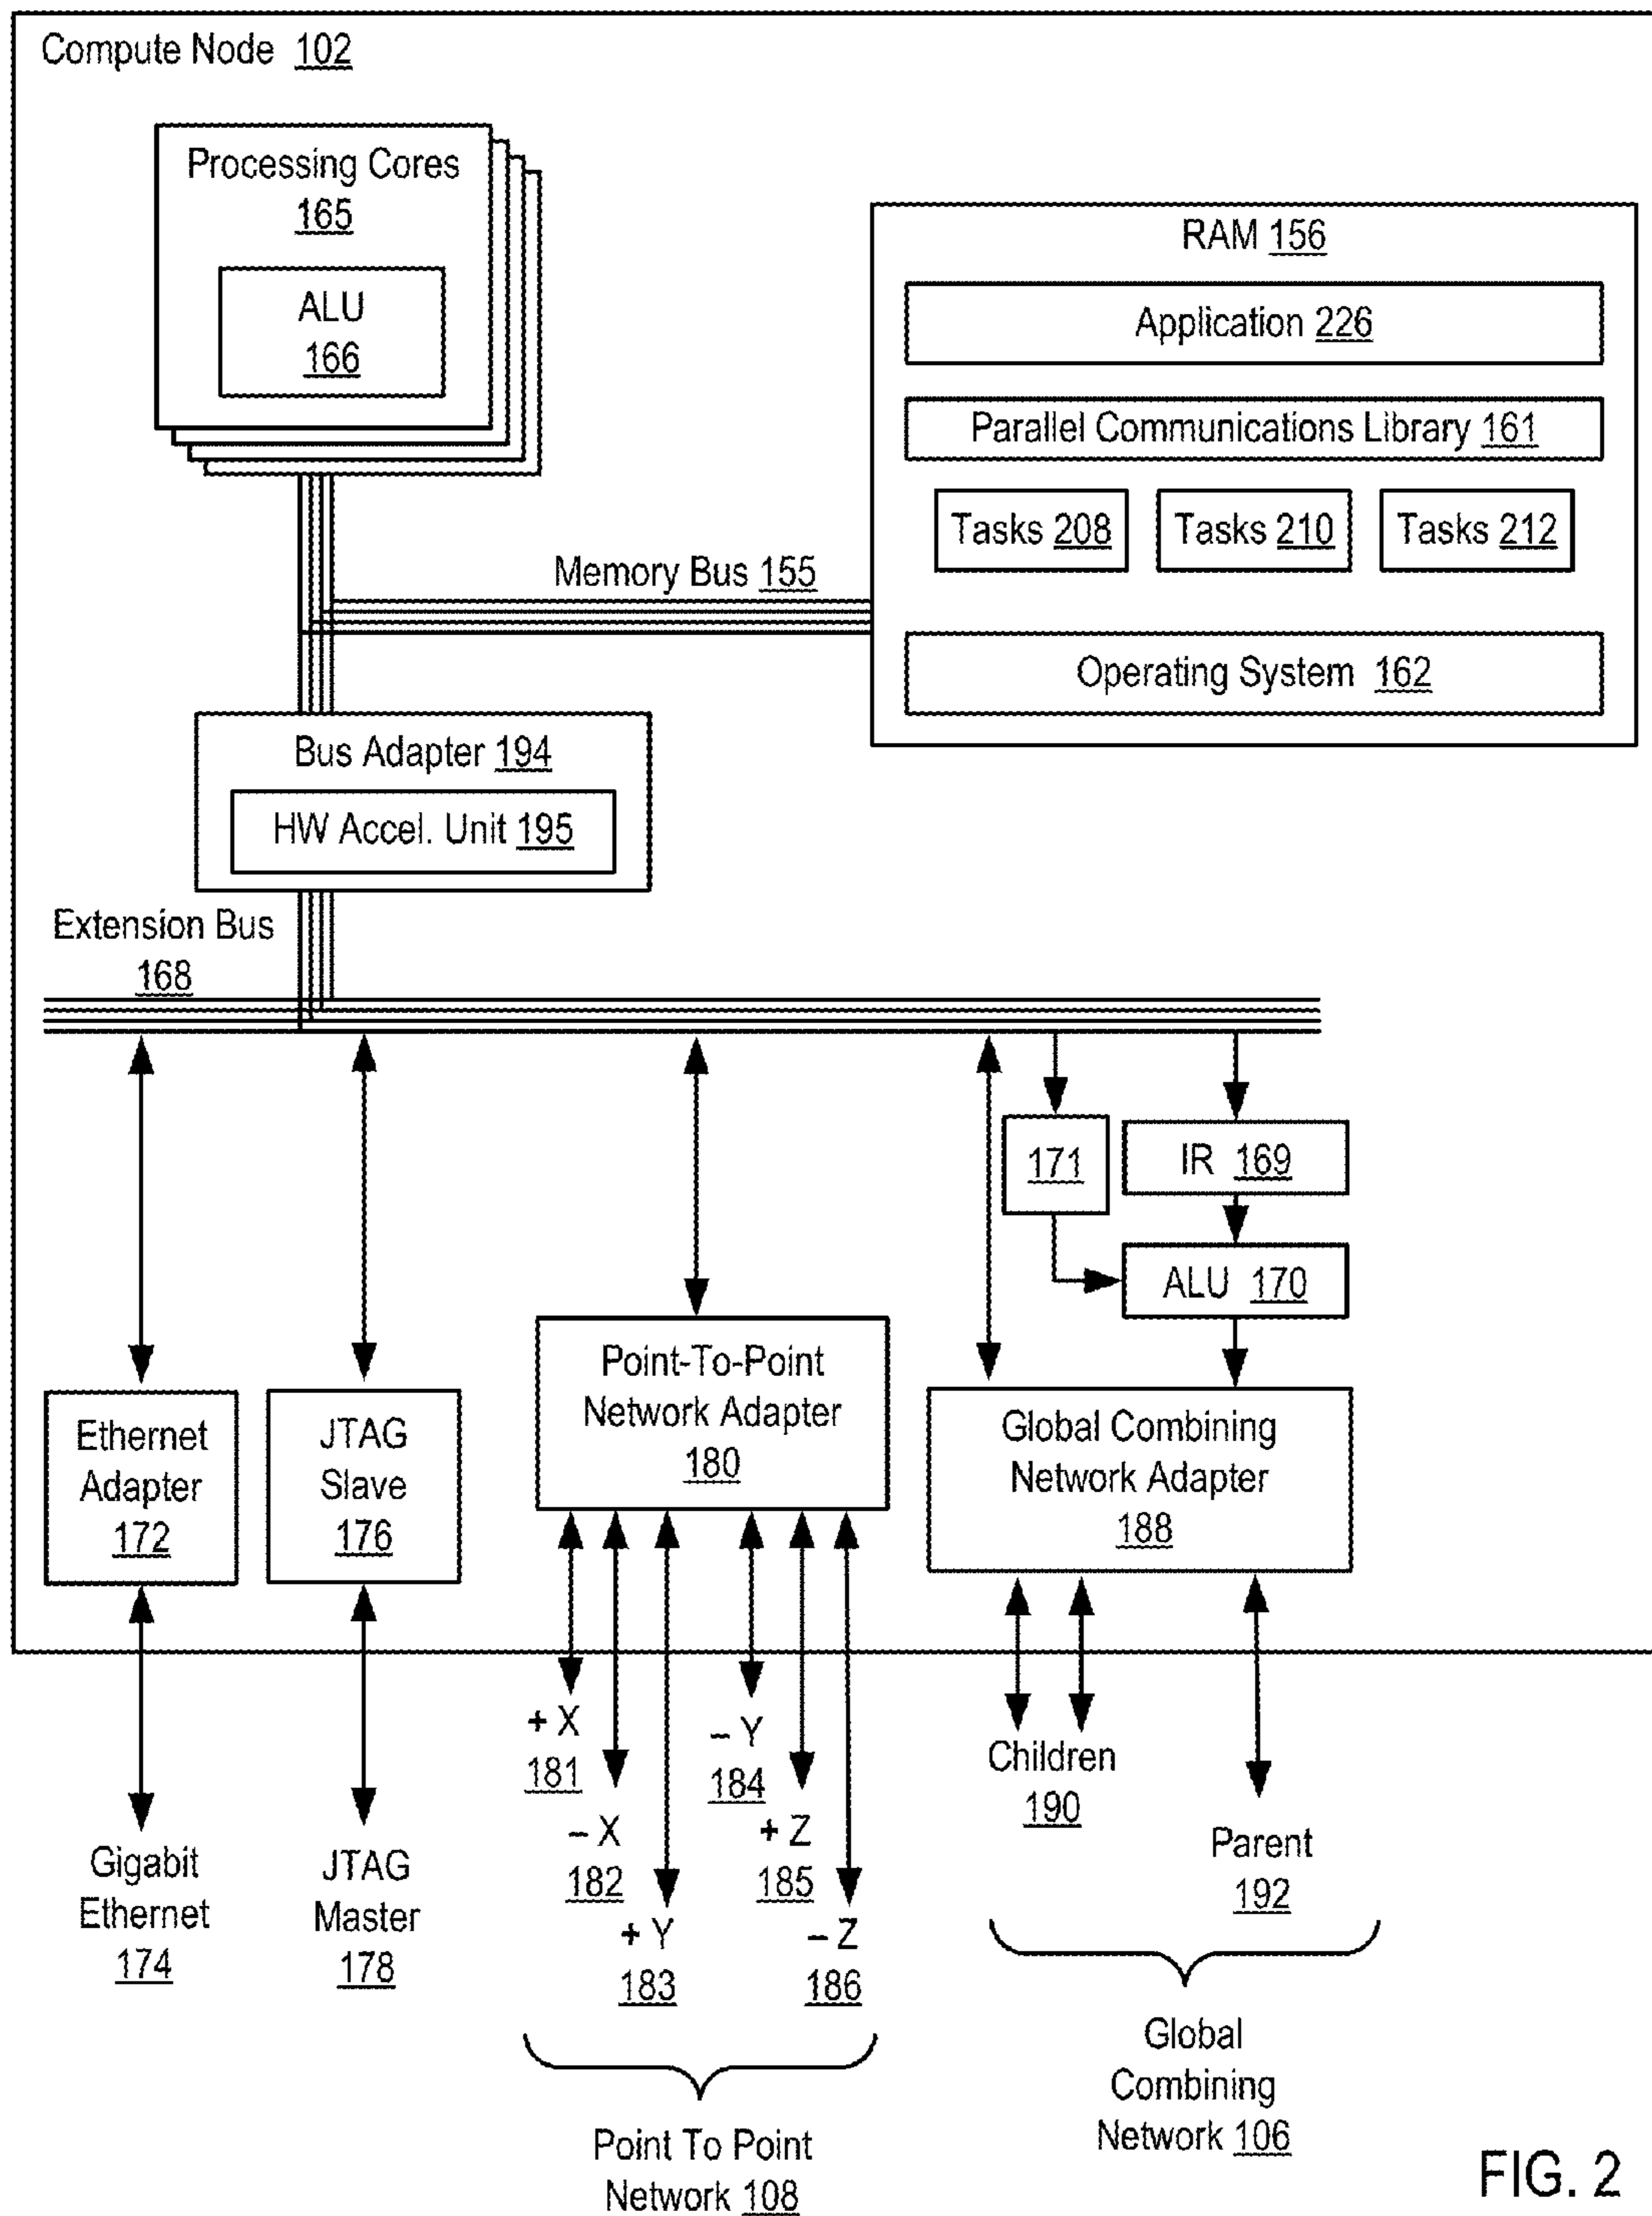 Compute Node 102
Processing Cores
165
ALU
166
RAM 156
Application 226
Parallel Communications Library 161
Tasks 208
Tasks 210
Tasks 212
Operating System 162
Memory Bus 155
Bus Adapter 194
HW Accel. Unit 195
Extension Bus
168
171
IR 169
ALU 170
Ethernet
Adapter
172
JTAG
Slave
176
Point-To-Point
Network Adapter
180
Global Combining
Network Adapter
188
Gigabit
Ethernet
174
JTAG
Master
178
+ X
181
– X
182
+ Y
183
– Y
184
+ Z
185
– Z
186
Children
190
Parent
192
Point To Point
Network 108
Global
Combining
Network 106
FIG. 2